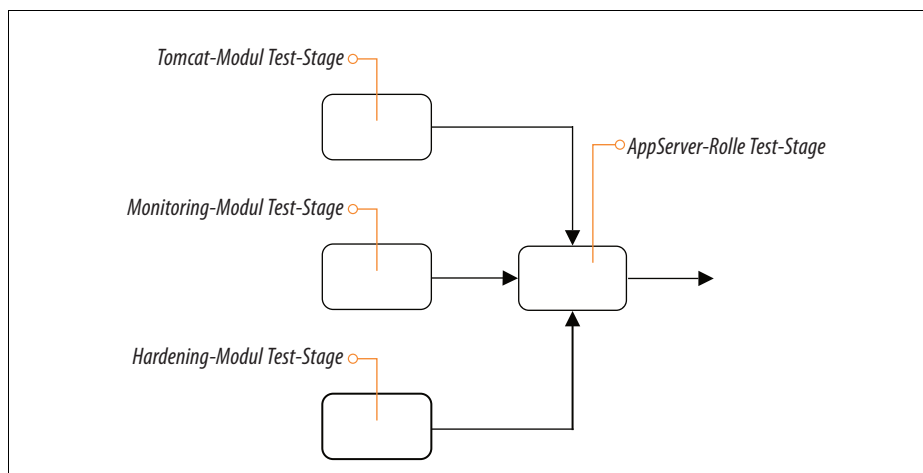 Tomcat-Modul Test-Stage
AppServer-Rolle Test-Stage
Monitoring-Modul Test-Stage
Hardening-Modul Test-Stage